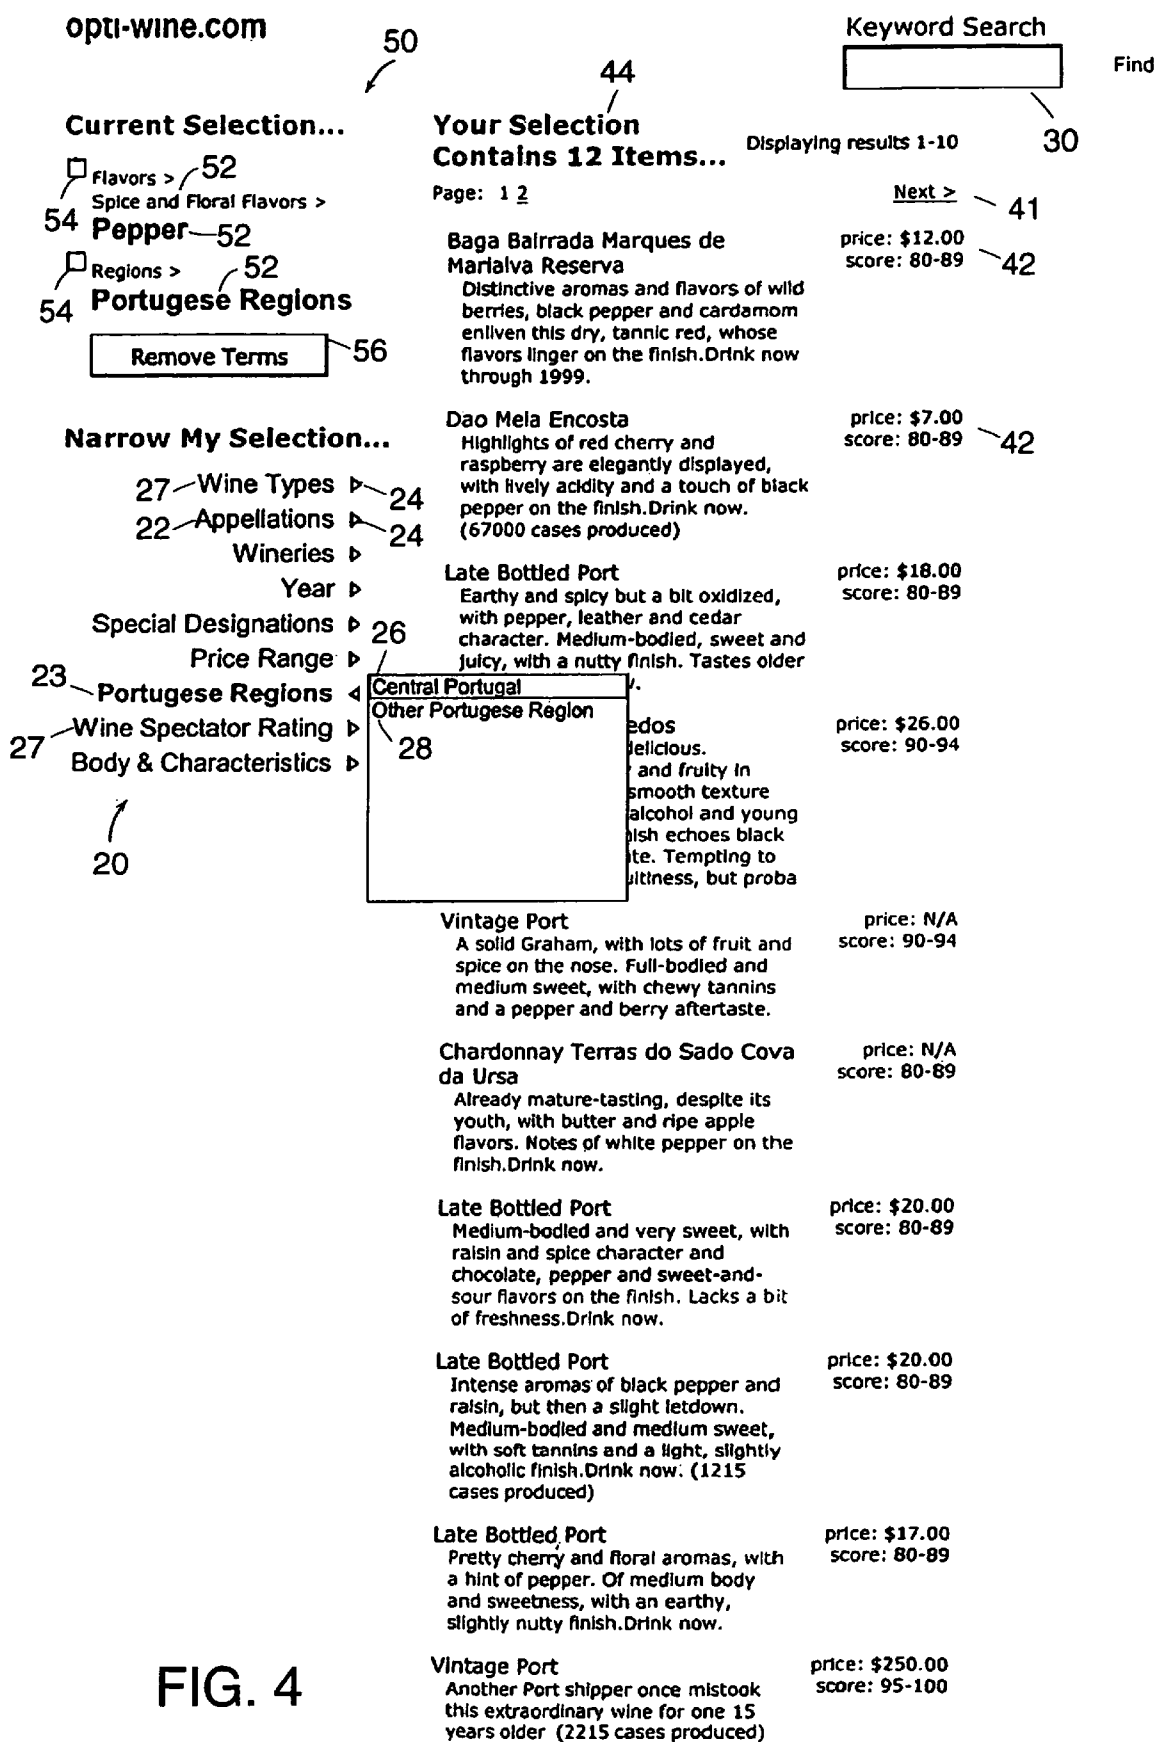 opti-wine.com
50
Keyword Search
Find
30
44
Current Selection...
Flavors >
52
Spice and Floral Flavors >
54
Pepper
52
Regions >
52
54
Portugese Regions
Remove Terms
56
Your Selection
Contains 12 Items...
Displaying results 1-10
Page: 1 2
Next >
41
Narrow My Selection...
27
Wine Types
24
22
Appellations
24
Wineries
Year
Special Designations
Price Range
26
23
Portugese Regions
Central Portugal
Other Portugese Region
28
27
Wine Spectator Rating
Body & Characteristics
20
Baga Bairrada Marques de
Marialva Reserva
price: $12.00
score: 80-89
42
Distinctive aromas and flavors of wild
berries, black pepper and cardamom
enliven this dry, tannic red, whose
flavors linger on the finish.Drink now
through 1999.
Dao Meia Encosta
price: $7.00
score: 80-89
42
Highlights of red cherry and
raspberry are elegantly displayed,
with lively acidity and a touch of black
pepper on the finish.Drink now.
(67000 cases produced)
Late Bottled Port
price: $18.00
score: 80-89
Earthy and spicy but a bit oxidized,
with pepper, leather and cedar
character. Medium-bodied, sweet and
juicy, with a nutty finish. Tastes older
edos
price: $26.00
score: 90-94
delicious.
and fruity in
smooth texture
alcohol and young
ish echoes black
te. Tempting to
uitiness, but proba
Vintage Port
price: N/A
score: 90-94
A solid Graham, with lots of fruit and
spice on the nose. Full-bodied and
medium sweet, with chewy tannins
and a pepper and berry aftertaste.
Chardonnay Terras do Sado Cova
da Ursa
price: N/A
score: 80-89
Already mature-tasting, despite its
youth, with butter and ripe apple
flavors. Notes of white pepper on the
finish.Drink now.
Late Bottled Port
price: $20.00
score: 80-89
Medium-bodied and very sweet, with
raisin and spice character and
chocolate, pepper and sweet-and-
sour flavors on the finish. Lacks a bit
of freshness.Drink now.
Late Bottled Port
price: $20.00
score: 80-89
Intense aromas of black pepper and
raisin, but then a slight letdown.
Medium-bodied and medium sweet,
with soft tannins and a light, slightly
alcoholic finish.Drink now. (1215
cases produced)
Late Bottled Port
price: $17.00
score: 80-89
Pretty cherry and floral aromas, with
a hint of pepper. Of medium body
and sweetness, with an earthy,
slightly nutty finish.Drink now.
Vintage Port
price: $250.00
score: 95-100
Another Port shipper once mistook
this extraordinary wine for one 15
years older (2215 cases produced)
FIG. 4